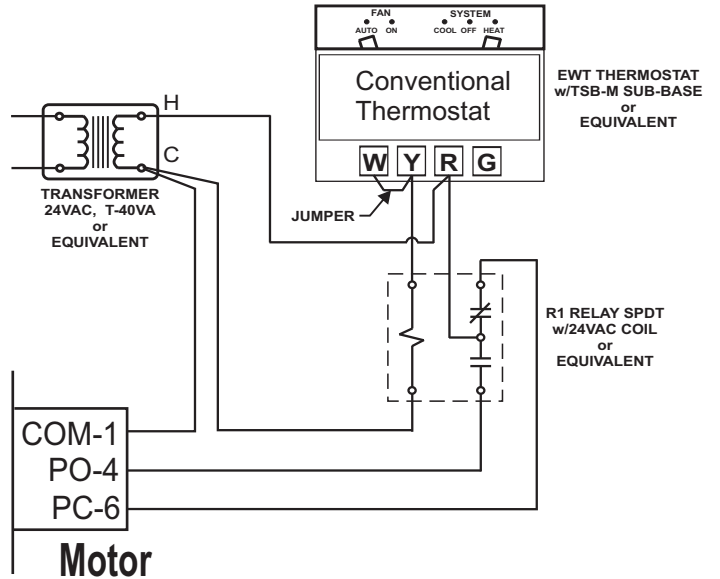 FAN SYSTEM
AUTO ON COOL OFF HEAT
Conventional
Thermostat
W Y R G
EWT THERMOSTAT
w/TSB-M SUB-BASE
or
EQUIVALENT
H
C
TRANSFORMER
24VAC, T-40VA
or
EQUIVALENT
JUMPER
R1 RELAY SPDT
w/24VAC COIL
or
EQUIVALENT
COM-1
PO-4
PC-6
Motor